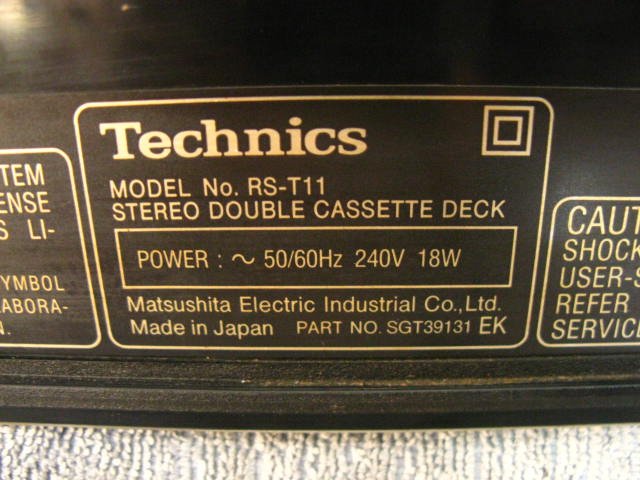 Technics
MODEL No. RS-T11
STEREO DOUBLE CASSETTE DECK
POWER : ~ 50/60Hz 240V 18W
Matsushita Electric Industrial Co.,Ltd.
Made in Japan PART NO. SGT39131 EK
TEM
ENSE
S LI-
YMBOL
ABORA-
N.
CAUT
SHOCK
USER-S
REFER
SERVICE